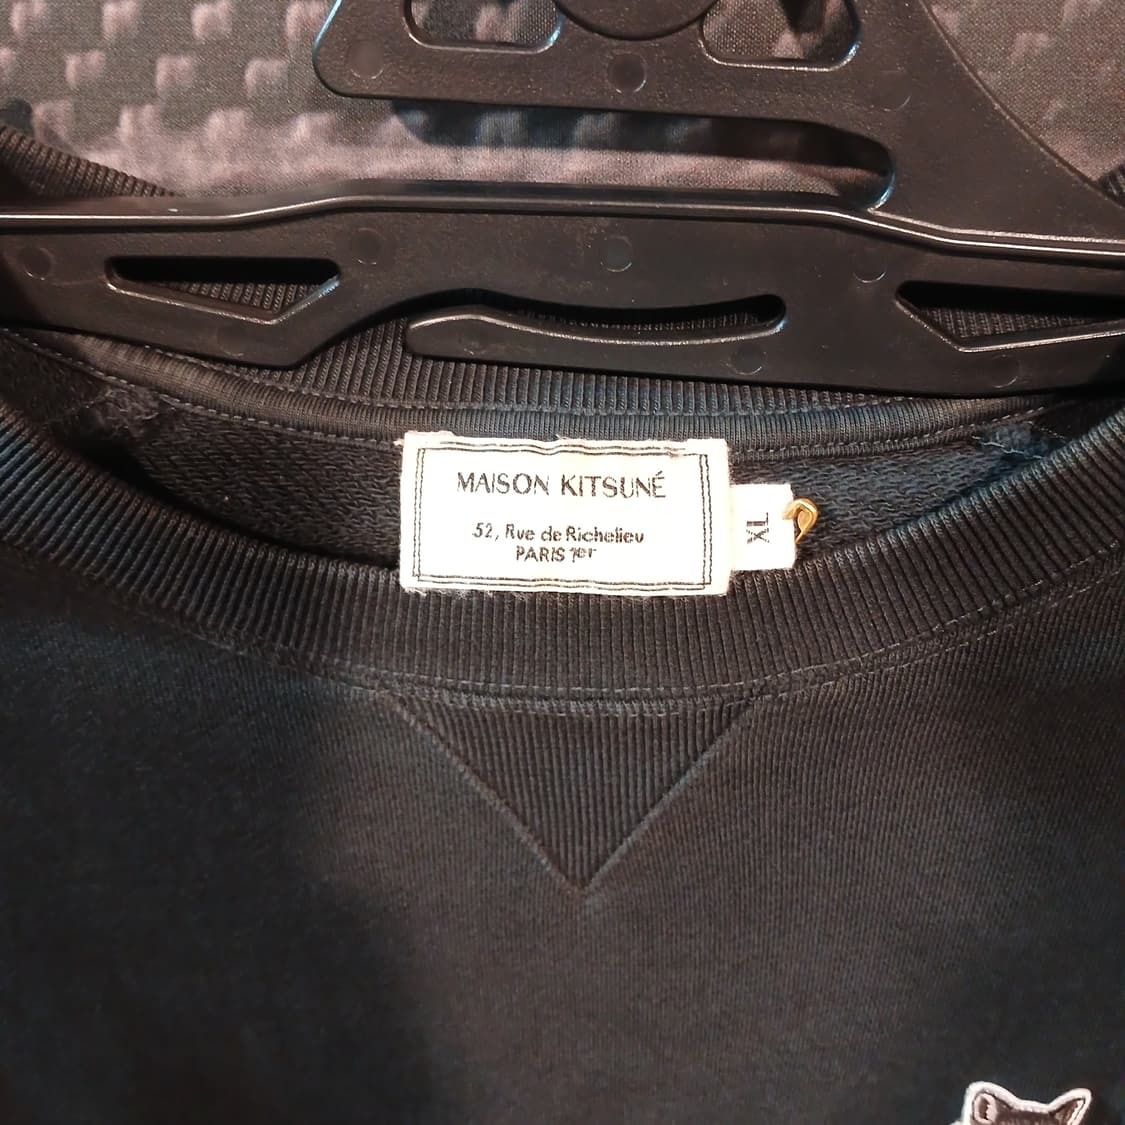 MAISON KITSUNÉ
52, Rue de Richelieu
PARIS 1er
XL